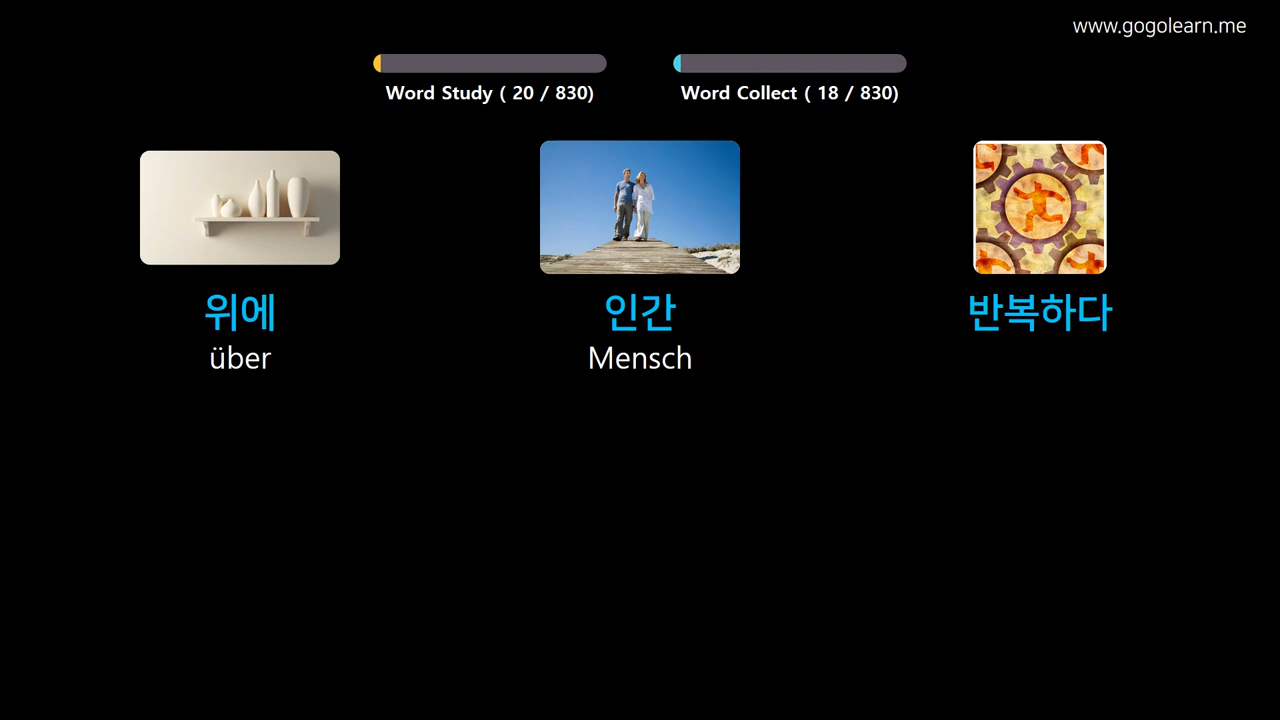 www.gogolearn.me
Word Study ( 20 / 830)
Word Collect ( 18 / 830)
위에
인간
반복하다
über
Mensch